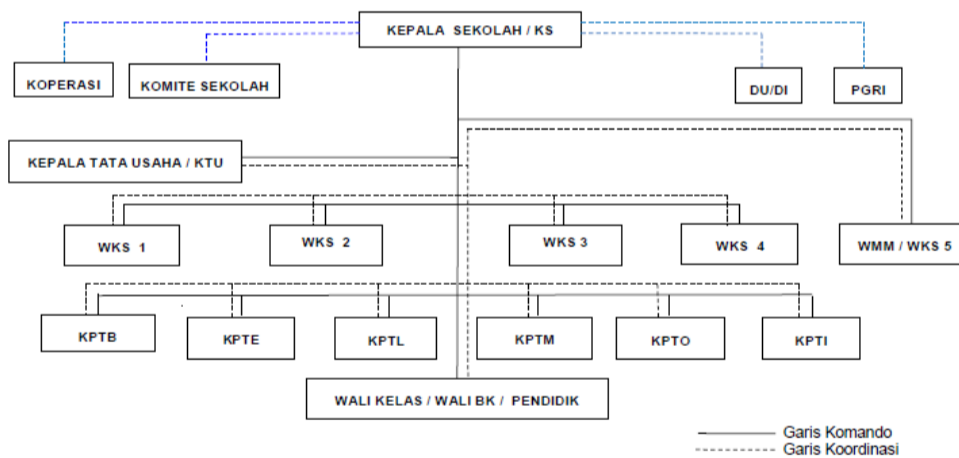 KEPALA SEKOLAH / KS
KOPERASI
KOMITE SEKOLAH
DU/DI
PGRI
KEPALA TATA USAHA / KTU
WKS 1
WKS 2
WKS 3
WKS 4
WMM / WKS 5
KPTB
KPTE
KPTL
KPTM
KPTO
KPTI
WALI KELAS / WALI BK / PENDIDIK
Garis Komando
Garis Koordinasi